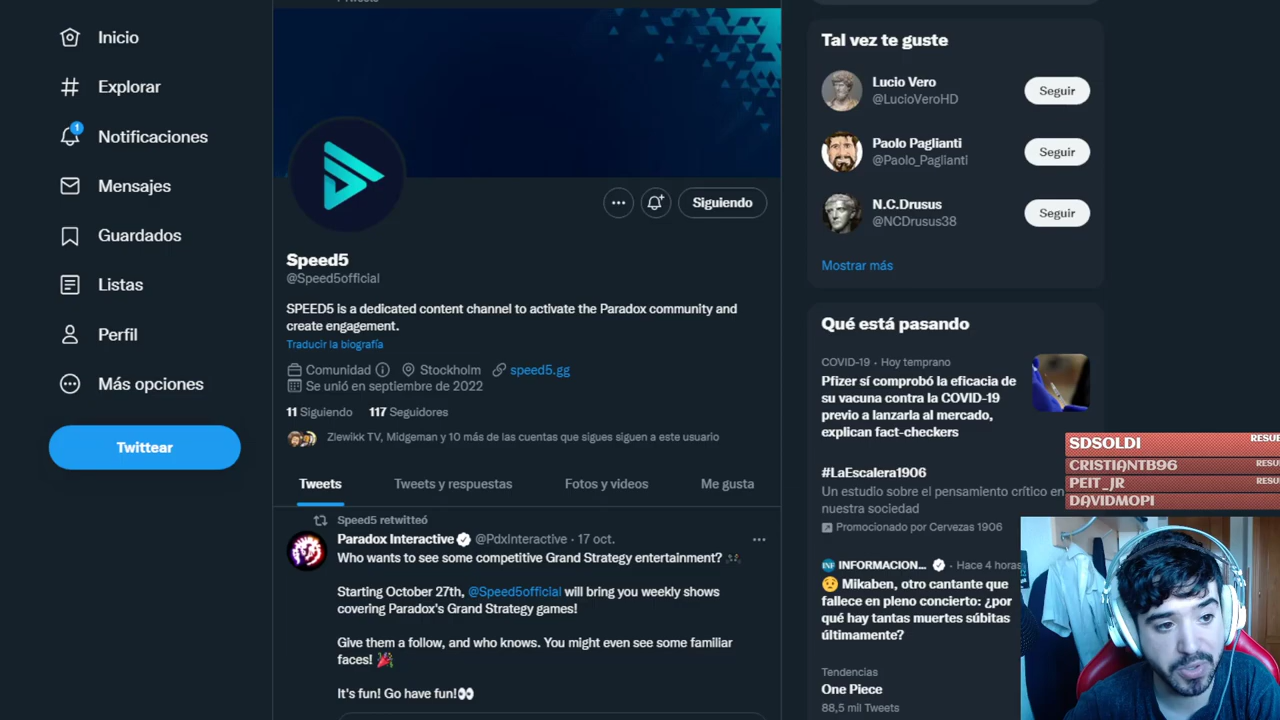 Inicio
Explorar
1
Notificaciones
Mensajes
Guardados
Listas
Perfil
Más opciones
Twittear
Siguiendo
Speed5
@Speed5official
SPEED5 is a dedicated content channel to activate the Paradox community and
create engagement.
Traducir la biografía
Comunidad Stockholm speed5.gg
Se unió en septiembre de 2022
11 Siguiendo 117 Seguidores
Zlewikk TV, Midgeman y 10 más de las cuentas que sigues siguen a este usuario
Tweets Tweets y respuestas Fotos y videos Me gusta
Speed5 retwitteó
Paradox Interactive @PdxInteractive · 17 oct.
Who wants to see some competitive Grand Strategy entertainment?
Starting October 27th, @Speed5official will bring you weekly shows
covering Paradox's Grand Strategy games!
Give them a follow, and who knows. You might even see some familiar
faces! 🎉
It's fun! Go have fun!👀
Tal vez te guste
Lucio Vero
@LucioVeroHD
Seguir
Paolo Paglianti
@Paolo_Paglianti
Seguir
N.C.Drusus
@NCDrusus38
Seguir
Mostrar más
Qué está pasando
COVID-19 · Hoy temprano
Pfizer sí comprobó la eficacia de
su vacuna contra la COVID-19
previo a lanzarla al mercado,
explican fact-checkers
#LaEscalera1906
Un estudio sobre el pensamiento crítico en
nuestra sociedad
Promocionado por Cervezas 1906
INFORMACION... · Hace 4 horas
😟 Mikaben, otro cantante que
fallece en pleno concierto: ¿por
qué hay tantas muertes súbitas
últimamente?
Tendencias
One Piece
88,5 mil Tweets
SDSOLDI
CRISTIANTB96
PEIT_JR
DAVIDMOPI